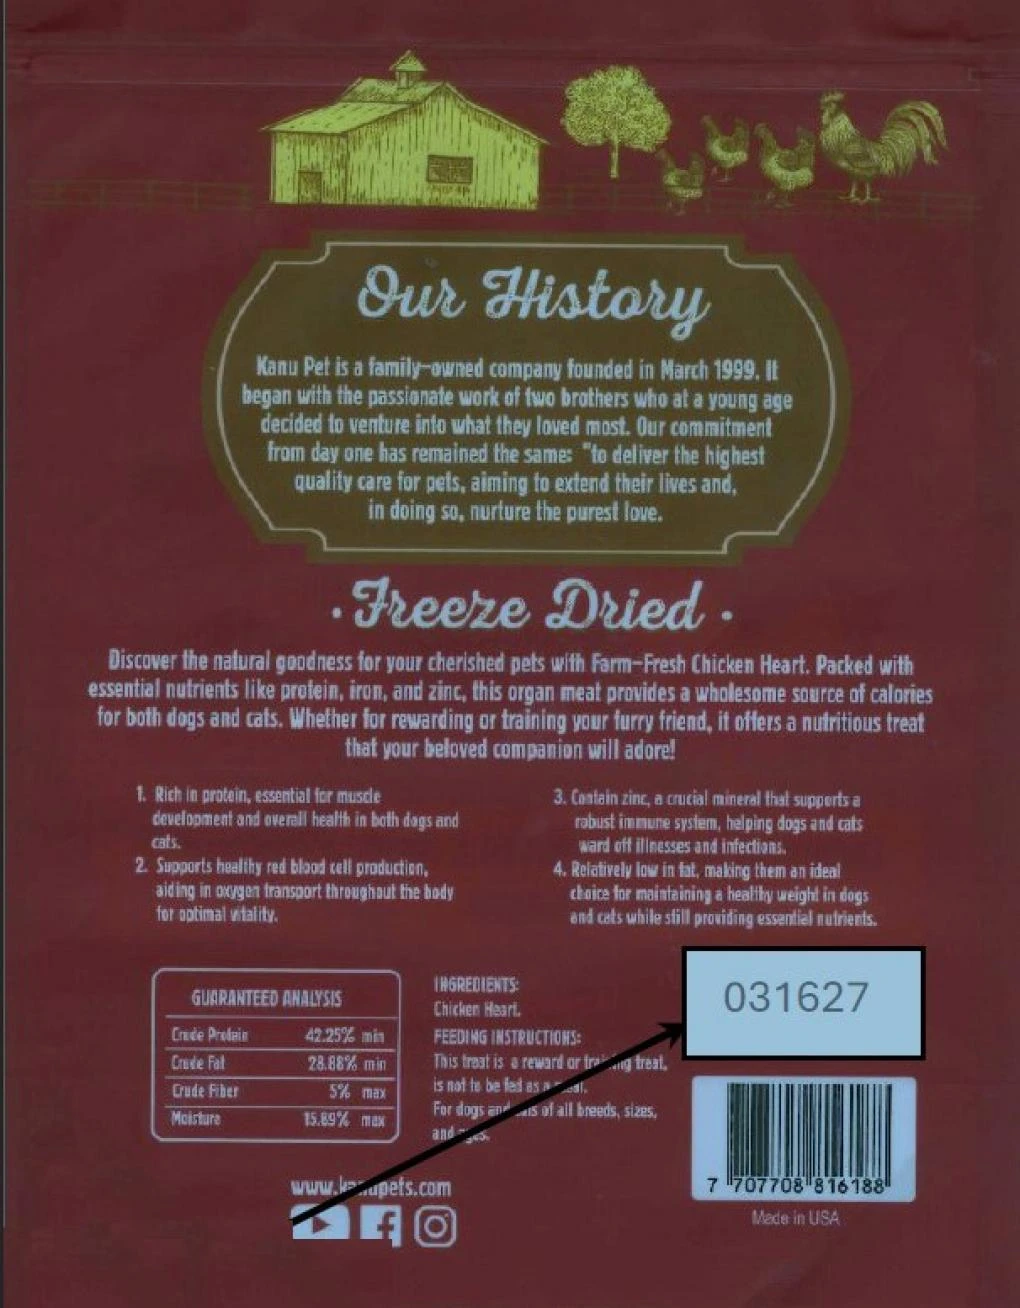 Our History
Kanu Pet is a family-owned company founded in March 1999. It
began with the passionate work of two brothers who at a young age
decided to venture into what they loved most. Our commitment
from day one has remained the same: "to deliver the highest
quality care for pets, aiming to extend their lives and,
in doing so, nurture the purest love.
· Freeze Dried ·
Discover the natural goodness for your cherished pets with Farm-Fresh Chicken Heart. Packed with
essential nutrients like protein, iron, and zinc, this organ meat provides a wholesome source of calories
for both dogs and cats. Whether for rewarding or training your furry friend, it offers a nutritious treat
that your beloved companion will adore!
1. Rich in protein, essential for muscle
development and overall health in both dogs and
cats.
2. Supports healthy red blood cell production,
aiding in oxygen transport throughout the body
for optimal vitality.
3. Contain zinc, a crucial mineral that supports a
robust immune system, helping dogs and cats
ward off illnesses and infections.
4. Relatively low in fat, making them an ideal
choice for maintaining a healthy weight in dogs
and cats while still providing essential nutrients.
GUARANTEED ANALYSIS
Crude Protein 42.25% min
Crude Fat 28.88% min
Crude Fiber 5% max
Moisture 15.89% max
INGREDIENTS:
Chicken Heart.
FEEDING INSTRUCTIONS:
This treat is a reward or training treat,
is not to be fed as a meal.
For dogs and cats of all breeds, sizes,
and ages.
www.kanupets.com
031627
7 707708 816188
Made in USA